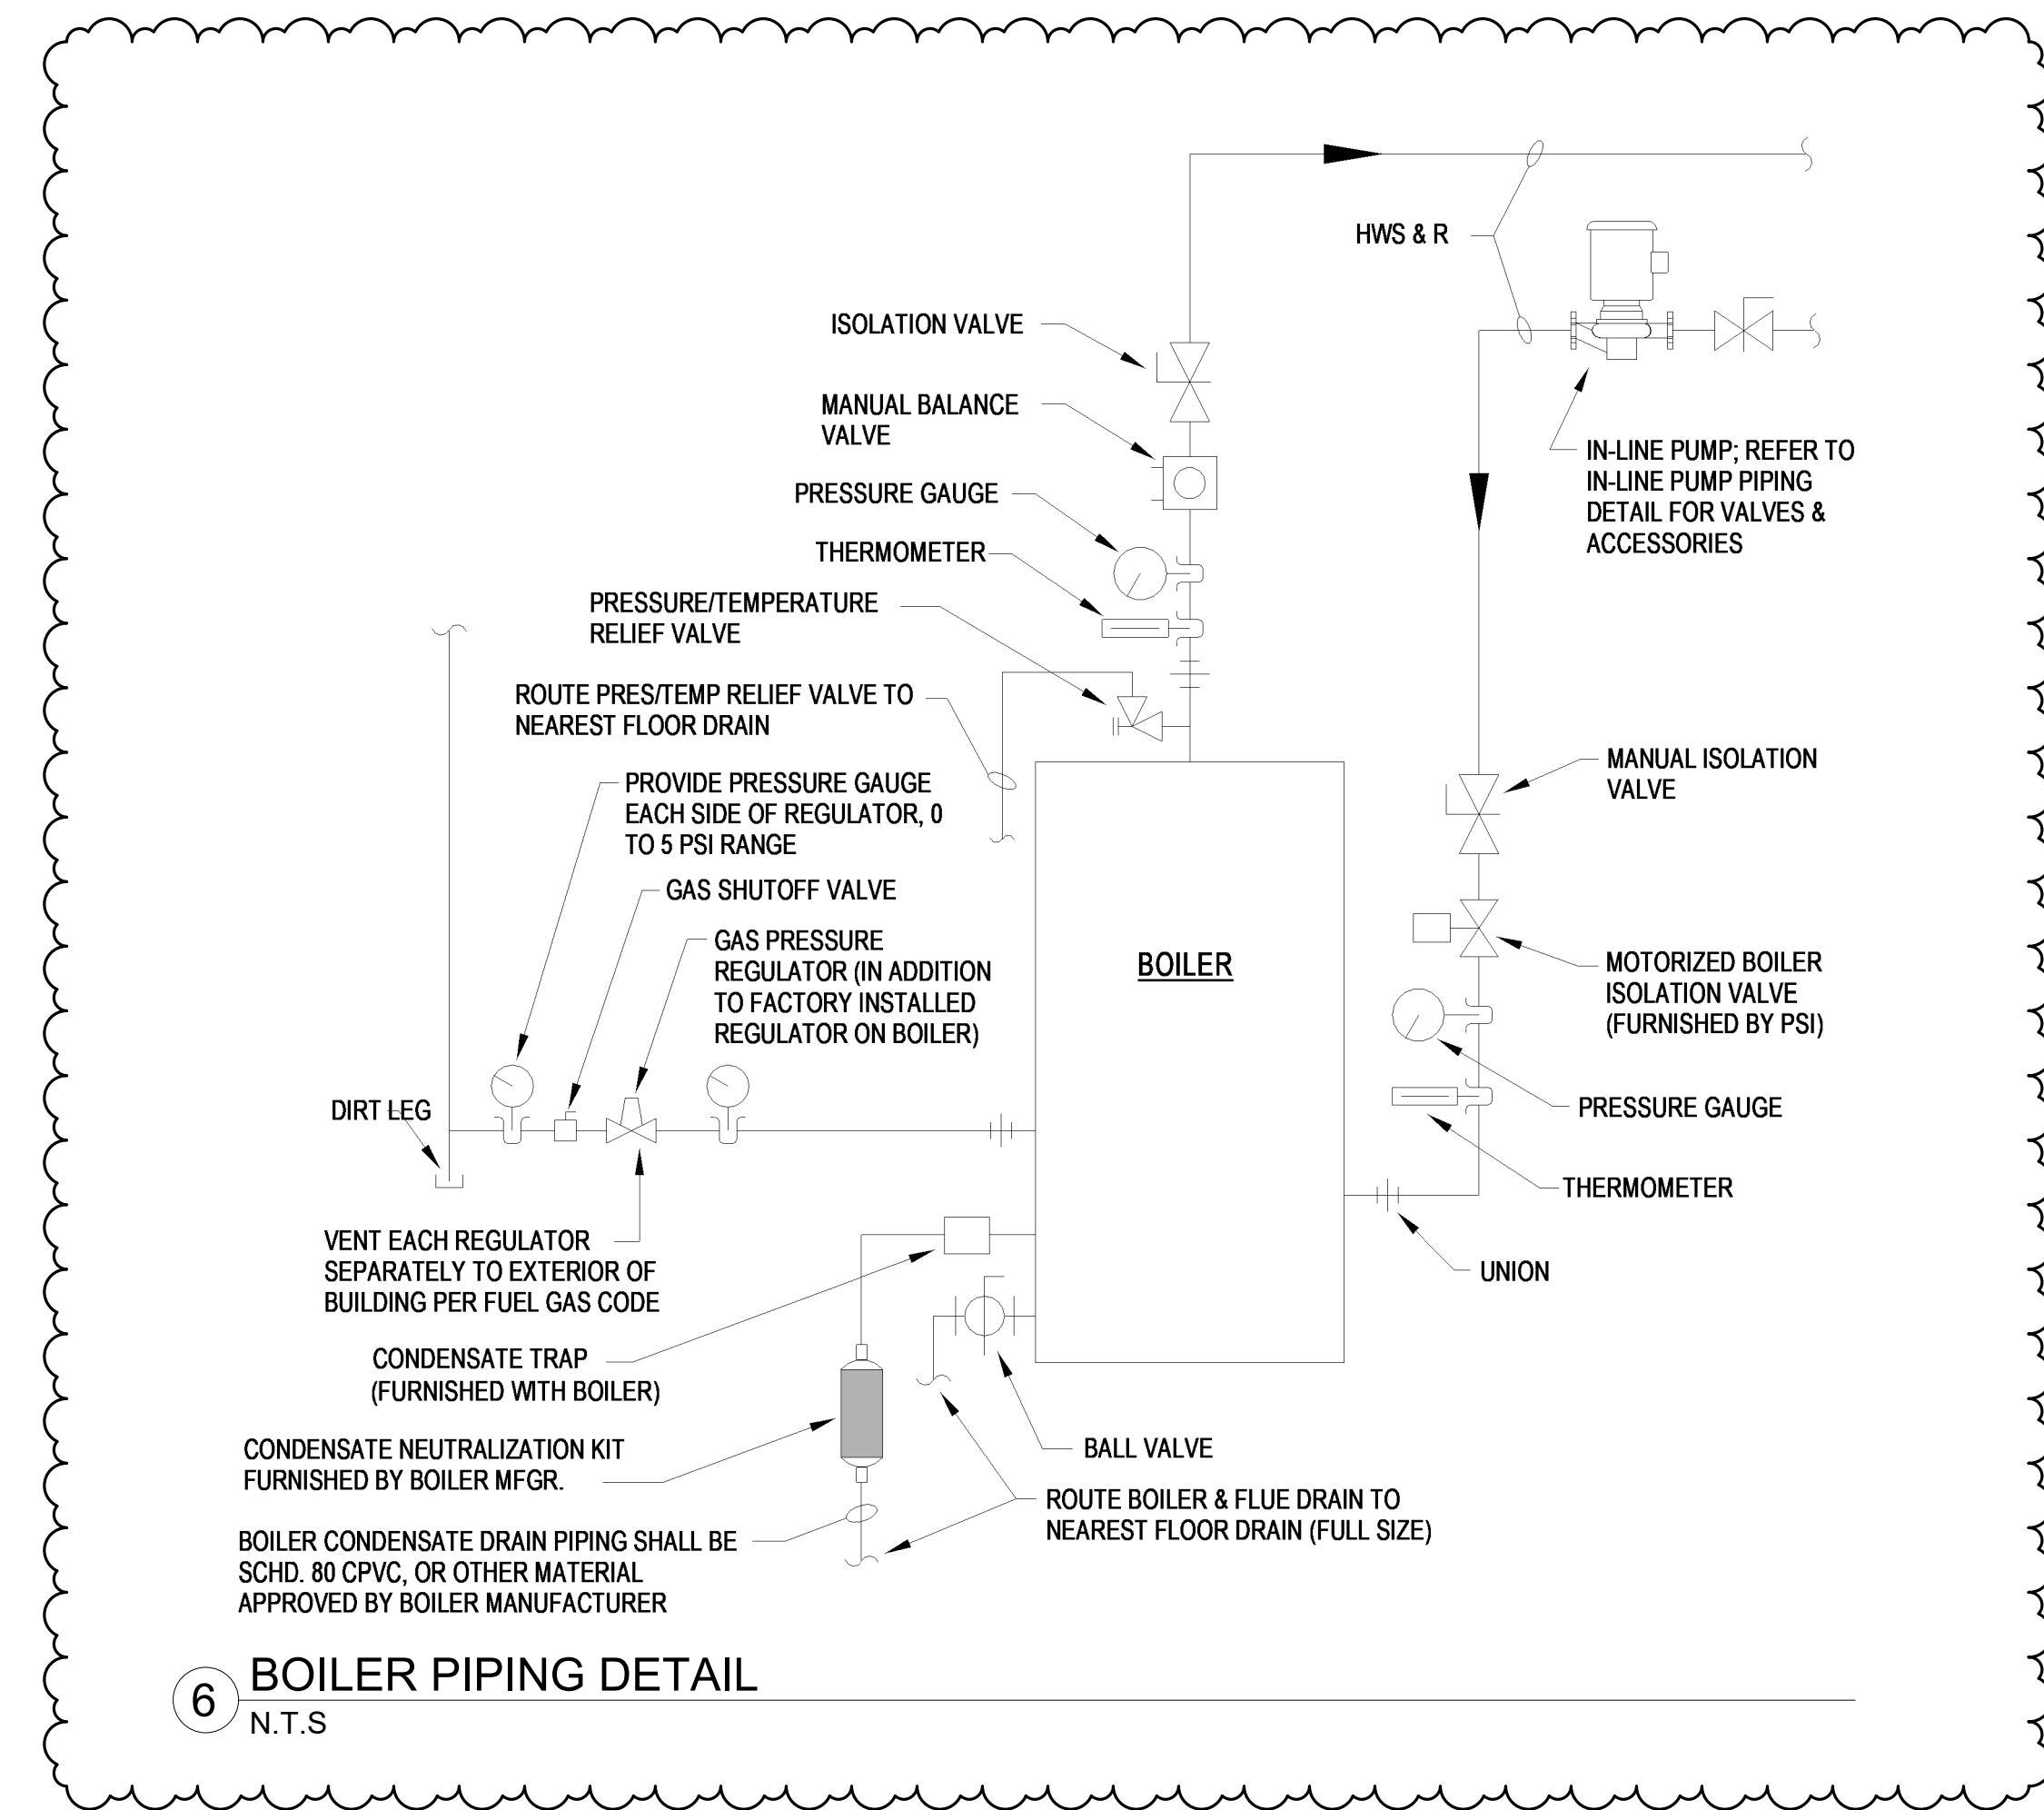 HWS & R
ISOLATION VALVE
MANUAL BALANCE
VALVE
IN-LINE PUMP; REFER TO
IN-LINE PUMP PIPING
DETAIL FOR VALVES &
ACCESSORIES
PRESSURE GAUGE
THERMOMETER
PRESSURE/TEMPERATURE
RELIEF VALVE
ROUTE PRES/TEMP RELIEF VALVE TO
NEAREST FLOOR DRAIN
MANUAL ISOLATION
VALVE
PROVIDE PRESSURE GAUGE
EACH SIDE OF REGULATOR, 0
TO 5 PSI RANGE
GAS SHUTOFF VALVE
GAS PRESSURE
REGULATOR (IN ADDITION
TO FACTORY INSTALLED
REGULATOR ON BOILER)
BOILER
MOTORIZED BOILER
ISOLATION VALVE
(FURNISHED BY PSI)
DIRT LEG
PRESSURE GAUGE
THERMOMETER
VENT EACH REGULATOR
SEPARATELY TO EXTERIOR OF
BUILDING PER FUEL GAS CODE
UNION
CONDENSATE TRAP
(FURNISHED WITH BOILER)
CONDENSATE NEUTRALIZATION KIT
FURNISHED BY BOILER MFGR.
BALL VALVE
ROUTE BOILER & FLUE DRAIN TO
NEAREST FLOOR DRAIN (FULL SIZE)
BOILER CONDENSATE DRAIN PIPING SHALL BE
SCHD. 80 CPVC, OR OTHER MATERIAL
APPROVED BY BOILER MANUFACTURER
6 BOILER PIPING DETAIL
N.T.S